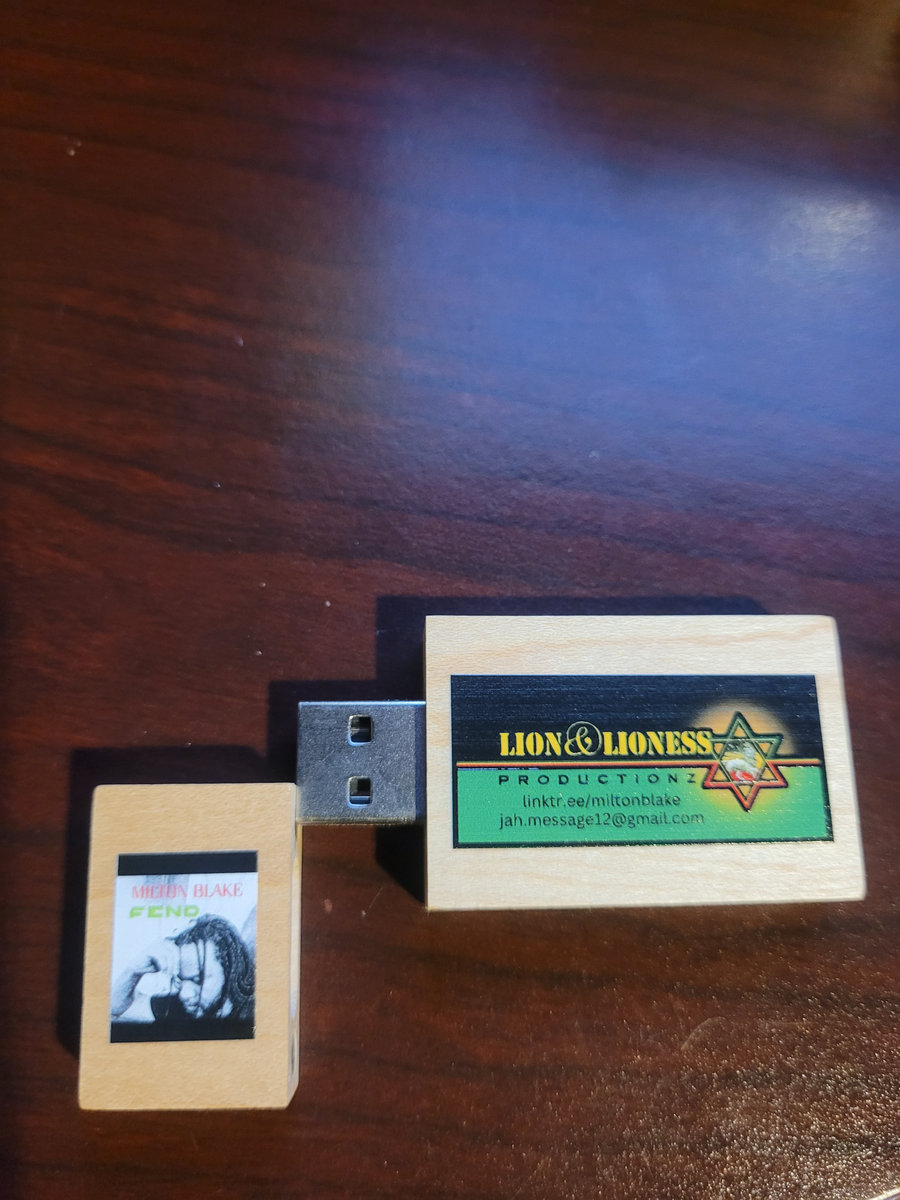 LION & LIONESS
PRODUCTIONZ
linktr.ee/miltonblake
jah.message12@gmail.com
MILTON BLAKE
FEND